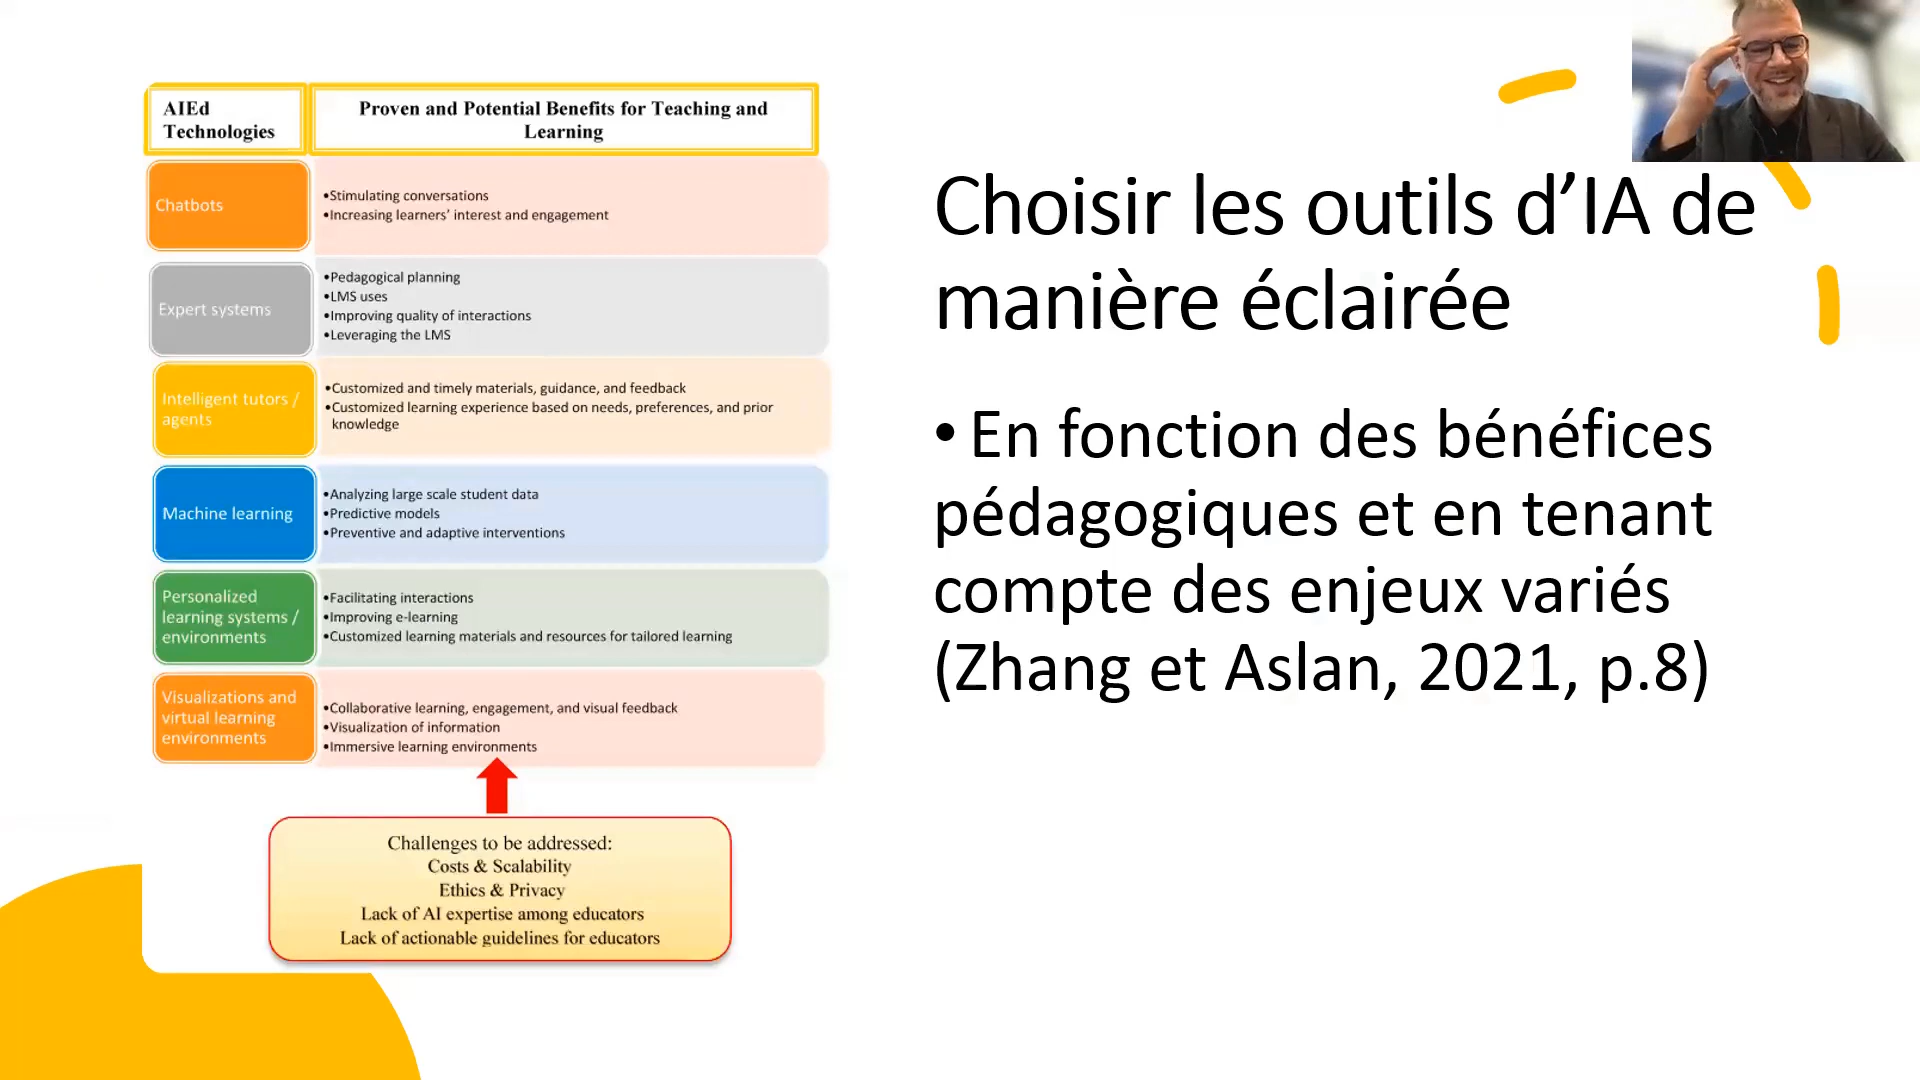 AIEd
Technologies
Proven and Potential Benefits for Teaching and
Learning
Chatbots
•Stimulating conversations
•Increasing learners' interest and engagement
Expert systems
•Pedagogical planning
•LMS uses
•Improving quality of interactions
•Leveraging the LMS
Intelligent tutors /
agents
•Customized and timely materials, guidance, and feedback
•Customized learning experience based on needs, preferences, and prior
knowledge
Machine learning
•Analyzing large scale student data
•Predictive models
•Preventive and adaptive interventions
Personalized
learning systems /
environments
•Facilitating interactions
•Improving e-learning
•Customized learning materials and resources for tailored learning
Visualizations and
virtual learning
environments
•Collaborative learning, engagement, and visual feedback
•Visualization of information
•Immersive learning environments
Challenges to be addressed:
Costs & Scalability
Ethics & Privacy
Lack of AI expertise among educators
Lack of actionable guidelines for educators
Choisir les outils d’IA de
manière éclairée
• En fonction des bénéfices
pédagogiques et en tenant
compte des enjeux variés
(Zhang et Aslan, 2021, p.8)